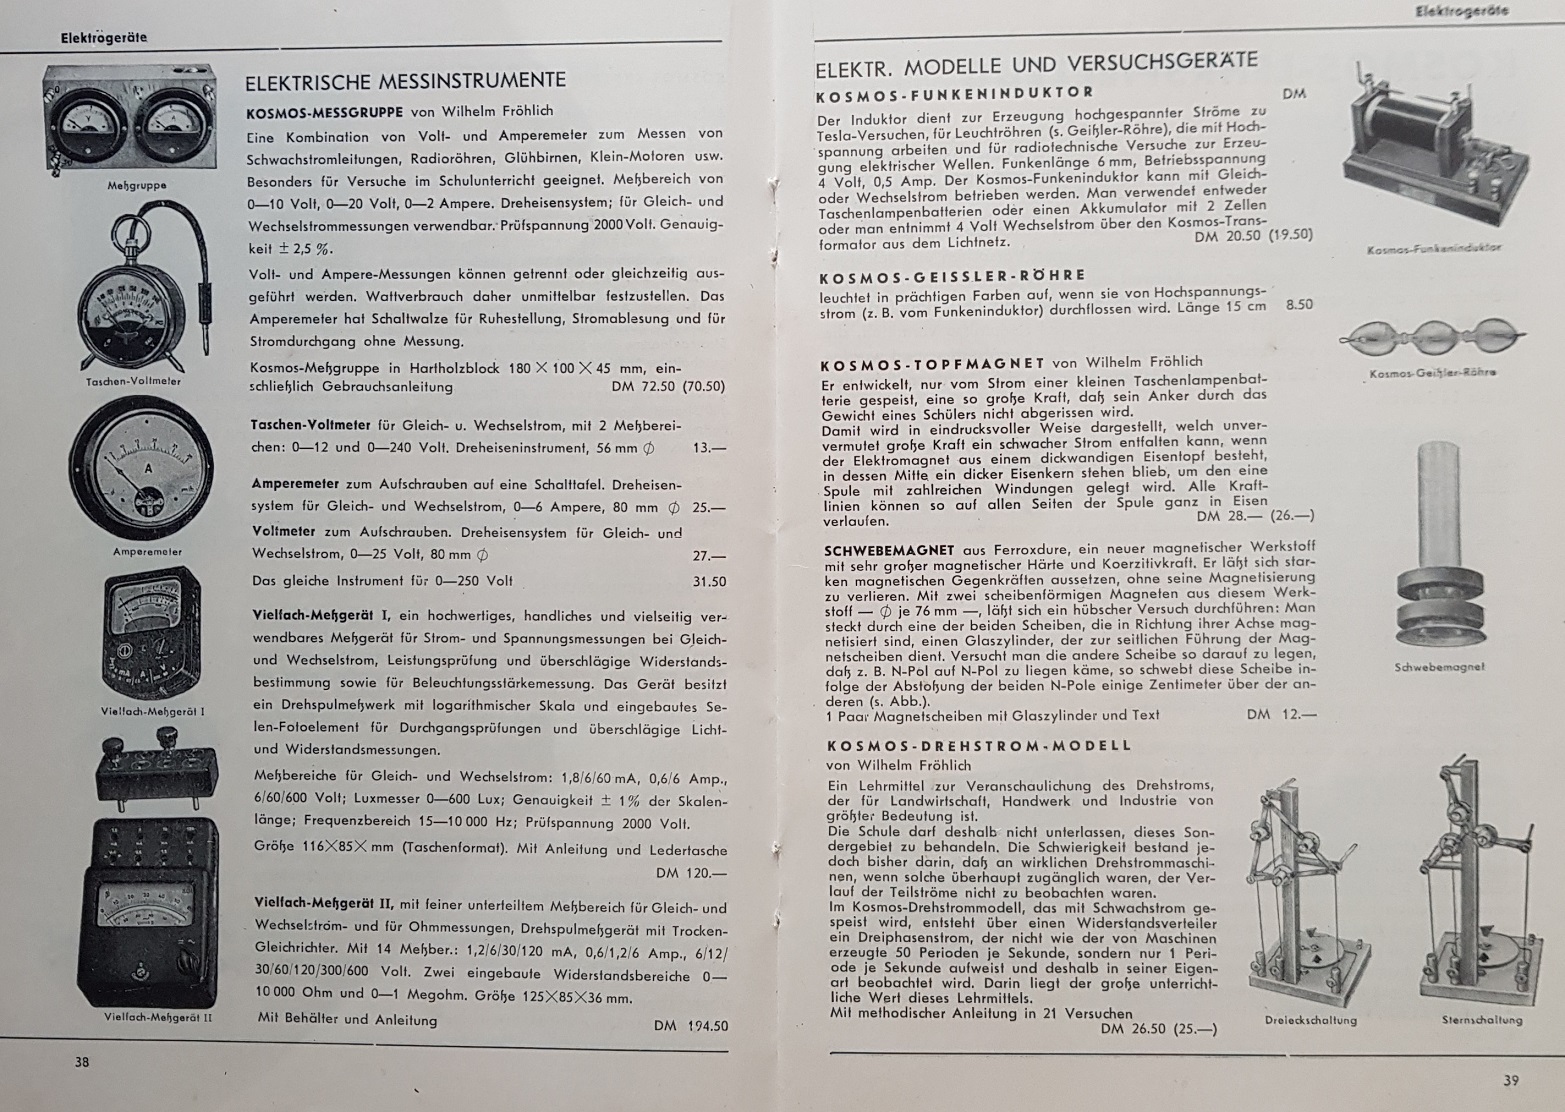 Elektrogeräte
ELEKTRISCHE MESSINSTRUMENTE
KOSMOS-MESSGRUPPE von Wilhelm Fröhlich
Eine Kombination von Volt- und Amperemeter zum Messen von
Schwachstromleitungen, Radioröhren, Glühbirnen, Klein-Motoren usw.
Besonders für Versuche im Schulunterricht geeignet. Meßbereich von
0—10 Volt, 0—20 Volt, 0—2 Ampere. Dreheisensystem; für Gleich- und
Wechselstrommessungen verwendbar. Prüfspannung 2000 Volt. Genauig-
keit ± 2,5 %.
Volt- und Ampere-Messungen können getrennt oder gleichzeitig aus-
geführt werden. Wattverbrauch daher unmittelbar festzustellen. Das
Amperemeter hat Schaltwalze für Ruhestellung, Stromablesung und für
Stromdurchgang ohne Messung.
Kosmos-Meßgruppe in Hartholzblock 180 × 100 × 45 mm, ein-
schließlich Gebrauchsanleitung DM 72.50 (70.50)
Taschen-Voltmeter für Gleich- u. Wechselstrom, mit 2 Meßberei-
chen: 0—12 und 0—240 Volt. Dreheiseninstrument, 56 mm ∅ 13.—
Amperemeter zum Aufschrauben auf eine Schalttafel. Dreheisen-
system für Gleich- und Wechselstrom, 0—6 Ampere, 80 mm ∅ 25.—
Voltmeter zum Aufschrauben. Dreheisensystem für Gleich- und
Wechselstrom, 0—25 Volt, 80 mm ∅ 27.—
Das gleiche Instrument für 0—250 Volt 31.50
Vielfach-Meßgerät I, ein hochwertiges, handliches und vielseitig ver-
wendbares Meßgerät für Strom- und Spannungsmessungen bei Gleich-
und Wechselstrom, Leistungsprüfung und überschlägige Widerstands-
bestimmung sowie für Beleuchtungsstärkemessung. Das Gerät besitzt
ein Drehspulmeßwerk mit logarithmischer Skala und eingebautes Se-
len-Fotoelement für Durchgangsprüfungen und überschlägige Licht-
und Widerstandsmessungen.
Meßbereiche für Gleich- und Wechselstrom: 1,8/6/60 mA, 0,6/6 Amp.,
6/60/600 Volt; Luxmesser 0—600 Lux; Genauigkeit ± 1% der Skalen-
länge; Frequenzbereich 15—10 000 Hz; Prüfspannung 2000 Volt.
Größe 116×85× mm (Taschenformat). Mit Anleitung und Ledertasche
DM 120.—
Vielfach-Meßgerät II, mit feiner unterteiltem Meßbereich für Gleich- und
Wechselstrom- und für Ohmmessungen, Drehspulmeßgerät mit Trocken-
Gleichrichter. Mit 14 Meßber.: 1,2/6/30/120 mA, 0,6/1,2/6 Amp., 6/12/
30/60/120/300/600 Volt. Zwei eingebaute Widerstandsbereiche 0—
10 000 Ohm und 0—1 Megohm. Größe 125×85×36 mm.
Mit Behälter und Anleitung DM 194.50
Meßgruppe
Taschen-Voltmeter
A
Amperemeter
Vielfach-Meßgerät I
Vielfach-Meßgerät II
38
Elektrogeräte
ELEKTR. MODELLE UND VERSUCHSGERÄTE
KOSMOS-FUNKENINDUKTOR DM
Der Induktor dient zur Erzeugung hochgespannter Ströme zu
Tesla-Versuchen, für Leuchtröhren (s. Geißler-Röhre), die mit Hoch-
spannung arbeiten und für radiotechnische Versuche zur Erzeu-
gung elektrischer Wellen. Funkenlänge 6 mm, Betriebsspannung
4 Volt, 0,5 Amp. Der Kosmos-Funkeninduktor kann mit Gleich-
oder Wechselstrom betrieben werden. Man verwendet entweder
Taschenlampenbatterien oder einen Akkumulator mit 2 Zellen
oder man entnimmt 4 Volt Wechselstrom über den Kosmos-Trans-
formator aus dem Lichtnetz. DM 20.50 (19.50)
KOSMOS-GEISSLER-RÖHRE
leuchtet in prächtigen Farben auf, wenn sie von Hochspannungs-
strom (z. B. vom Funkeninduktor) durchflossen wird. Länge 15 cm 8.50
KOSMOS-TOPFMAGNET von Wilhelm Fröhlich
Er entwickelt, nur vom Strom einer kleinen Taschenlampenbat-
terie gespeist, eine so große Kraft, daß sein Anker durch das
Gewicht eines Schülers nicht abgerissen wird.
Damit wird in eindrucksvoller Weise dargestellt, welch unver-
vermutet große Kraft ein schwacher Strom entfalten kann, wenn
der Elektromagnet aus einem dickwandigen Eisentopf besteht,
in dessen Mitte ein dicker Eisenkern stehen blieb, um den eine
Spule mit zahlreichen Windungen gelegt wird. Alle Kraft-
linien können so auf allen Seiten der Spule ganz in Eisen
verlaufen. DM 28.— (26.—)
SCHWEBEMAGNET aus Ferroxdure, ein neuer magnetischer Werkstoff
mit sehr großer magnetischer Härte und Koerzitivkraft. Er läßt sich star-
ken magnetischen Gegenkräften aussetzen, ohne seine Magnetisierung
zu verlieren. Mit zwei scheibenförmigen Magneten aus diesem Werk-
stoff — ∅ je 76 mm —, läßt sich ein hübscher Versuch durchführen: Man
steckt durch eine der beiden Scheiben, die in Richtung ihrer Achse mag-
netisiert sind, einen Glaszylinder, der zur seitlichen Führung der Mag-
netscheiben dient. Versucht man die andere Scheibe so darauf zu legen,
daß z. B. N-Pol auf N-Pol zu liegen käme, so schwebt diese Scheibe in-
folge der Abstoßung der beiden N-Pole einige Zentimeter über der an-
deren (s. Abb.).
1 Paar Magnetscheiben mit Glaszylinder und Text DM 12.—
KOSMOS-DREHSTROM-MODELL
von Wilhelm Fröhlich
Ein Lehrmittel zur Veranschaulichung des Drehstroms,
der für Landwirtschaft, Handwerk und Industrie von
größter Bedeutung ist.
Die Schule darf deshalb nicht unterlassen, dieses Son-
dergebiet zu behandeln. Die Schwierigkeit bestand je-
doch bisher darin, daß an wirklichen Drehstrommaschi-
nen, wenn solche überhaupt zugänglich waren, der Ver-
lauf der Teilströme nicht zu beobachten waren.
Im Kosmos-Drehstrommodell, das mit Schwachstrom ge-
speist wird, entsteht über einen Widerstandsverteiler
ein Dreiphasenstrom, der nicht wie der von Maschinen
erzeugte 50 Perioden je Sekunde, sondern nur 1 Peri-
ode je Sekunde aufweist und deshalb in seiner Eigen-
art beobachtet wird. Darin liegt der große unterricht-
liche Wert dieses Lehrmittels.
Mit methodischer Anleitung in 21 Versuchen
DM 26.50 (25.—)
Kosmos-Funkeninduktor
Kosmos-Geißler-Röhre
Schwebemagnet
Dreieckschaltung
Sternschaltung
39